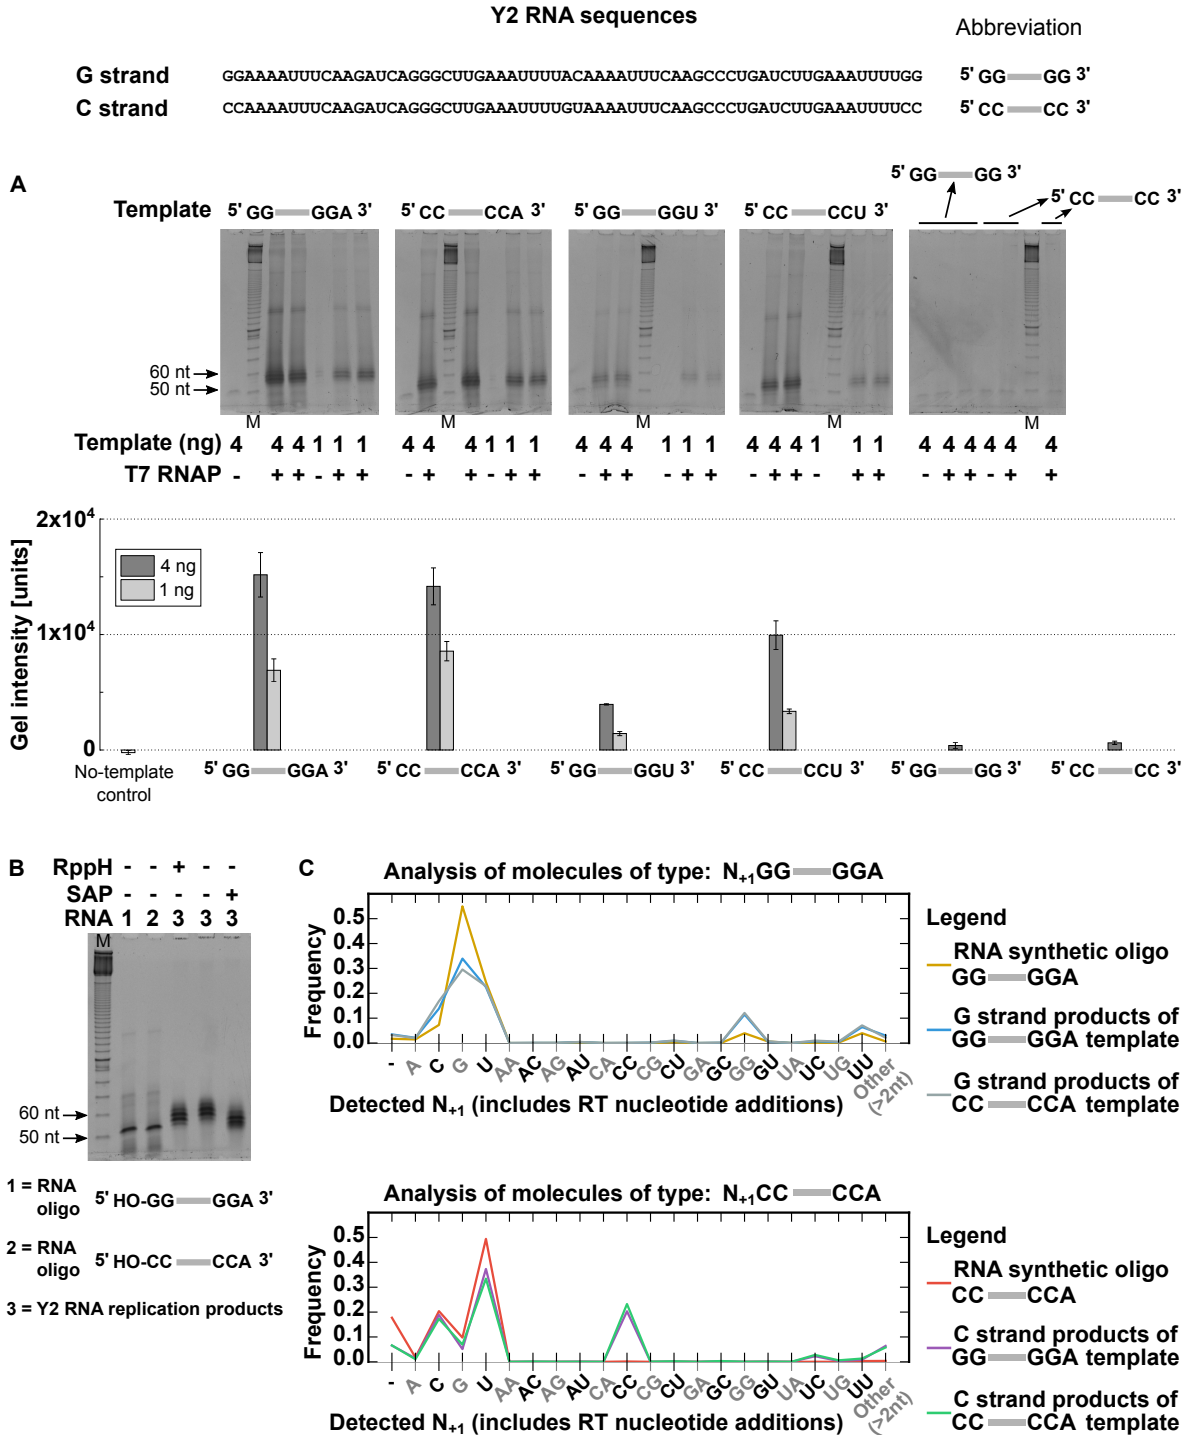 Y2 RNA sequences
Abbreviation
G strand GGAAAAUUUCAAGAUCAGGGCUUGAAAUUUUACAAAAUUUCAAGCCCUGAUCUUGAAAUUUUGG 5' GG GG 3'
C strand CCAAAAUUUCAAGAUCAGGGCUUGAAAUUUUGUAAAAUUUCAAGCCCUGAUCUUGAAAUUUUCC 5' CC CC 3'
A
5' GG GG 3'
5' CC CC 3'
Template 5' GG GGA 3' 5' CC CCA 3' 5' GG GGU 3' 5' CC CCU 3'
60 nt
50 nt
M M M M M
Template (ng) 4 4 4 1 1 1 4 4 4 1 1 1 4 4 4 1 1 1 4 4 4 1 1 1 4 4 4 4 4 4
T7 RNAP - + + - + + - + + - + + - + + - + + - + + - + + - + + - + +
2x10⁴
1x10⁴
0
Gel intensity [units]
4 ng
1 ng
No-template control
5' GG GGA 3' 5' CC CCA 3' 5' GG GGU 3' 5' CC CCU 3' 5' GG GG 3' 5' CC CC 3'
B
RppH - - + - -
SAP - - - - +
RNA 1 2 3 3 3
M
60 nt
50 nt
1 = RNA oligo 5' HO-GG GGA 3'
2 = RNA oligo 5' HO-CC CCA 3'
3 = Y2 RNA replication products
C
Analysis of molecules of type: N+1GG GGA
Frequency
0.5
0.4
0.3
0.2
0.1
0.0
- A C G U AA AC AG AU CA CC CG CU GA GC GG GU UA UC UG UU Other (>2nt)
Detected N+1 (includes RT nucleotide additions)
Legend
RNA synthetic oligo
GG GGA
G strand products of
GG GGA template
G strand products of
CC CCA template
Analysis of molecules of type: N+1CC CCA
Frequency
0.5
0.4
0.3
0.2
0.1
0.0
- A C G U AA AC AG AU CA CC CG CU GA GC GG GU UA UC UG UU Other (>2nt)
Detected N+1 (includes RT nucleotide additions)
Legend
RNA synthetic oligo
CC CCA
C strand products of
GG GGA template
C strand products of
CC CCA template